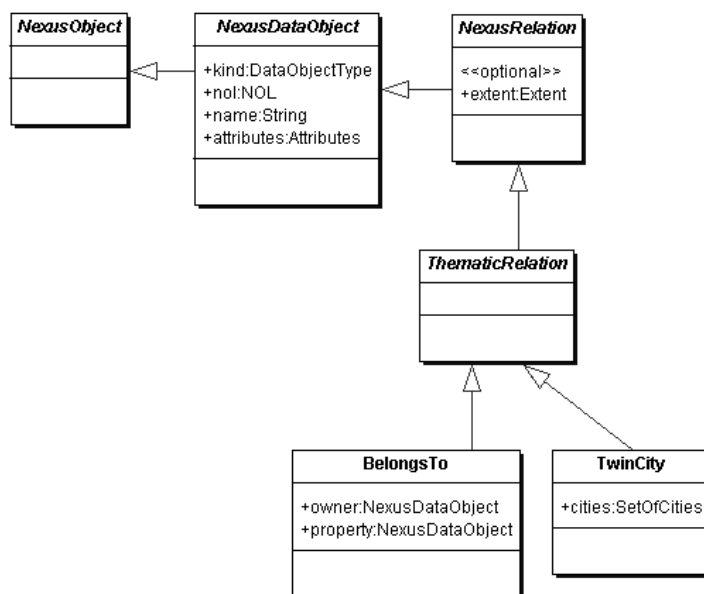 NexusObject
NexusDataObject
+kind:DataObjectType
+nol:NOL
+name:String
+attributes:Attributes
NexusRelation
<<optional>>
+extent:Extent
ThematicRelation
BelongsTo
+owner:NexusDataObject
+property:NexusDataObject
TwinCity
+cities:SetOfCities